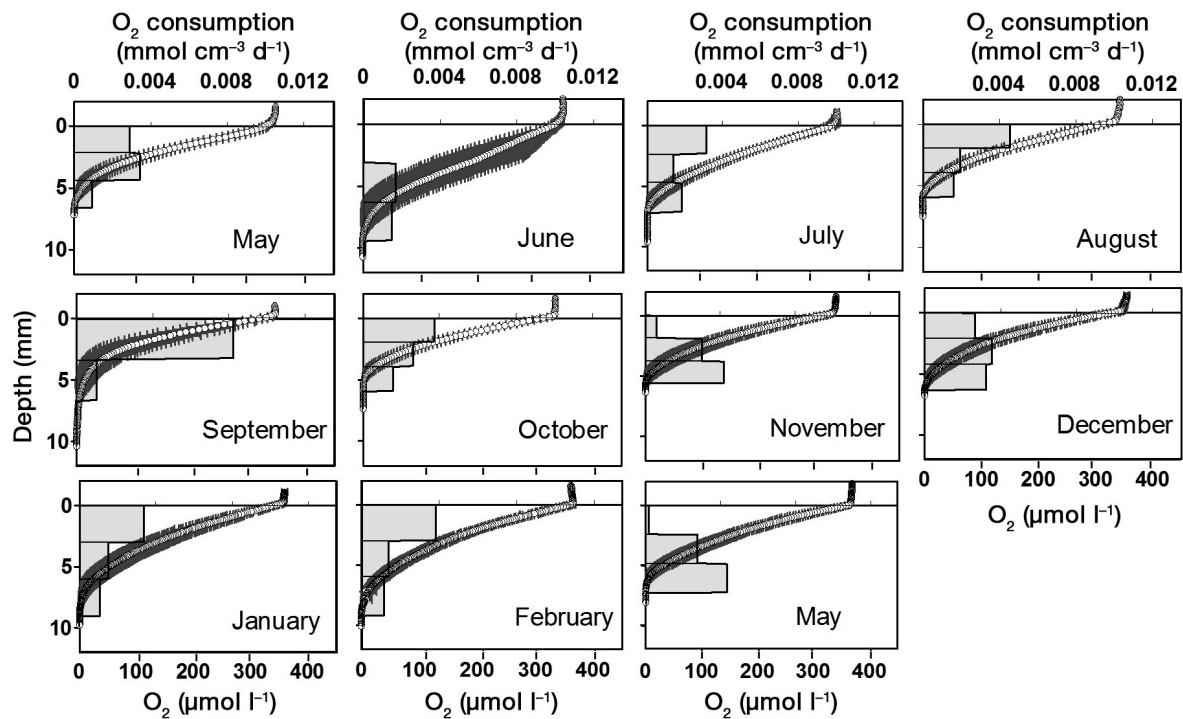 O₂ consumption O₂ consumption O₂ consumption O₂ consumption
(mmol cm⁻³ d⁻¹) (mmol cm⁻³ d⁻¹) (mmol cm⁻³ d⁻¹) (mmol cm⁻³ d⁻¹)
0 0.004 0.008 0.012 0 0.004 0.008 0.012 0.004 0.008 0.012 0.004 0.008 0.012
0
5
10
May June July August
Depth (mm)
0
5
10
September October November December
0 100 200 300 400
O₂ (µmol l⁻¹)
0
5
10
January February May
0 100 200 300 400 0 100 200 300 400 0 100 200 300 400
O₂ (µmol l⁻¹) O₂ (µmol l⁻¹) O₂ (µmol l⁻¹)